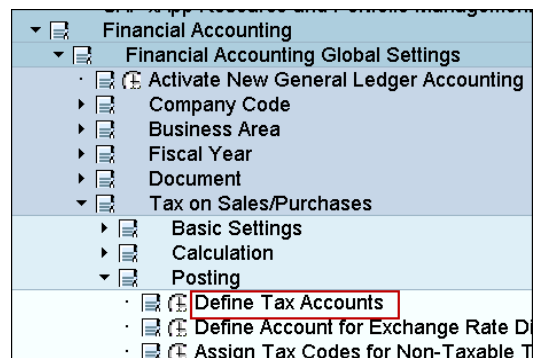 Financial Accounting
Financial Accounting Global Settings
Activate New General Ledger Accounting
Company Code
Business Area
Fiscal Year
Document
Tax on Sales/Purchases
Basic Settings
Calculation
Posting
Define Tax Accounts
Define Account for Exchange Rate Di
Assign Tax Codes for Non-Taxable T